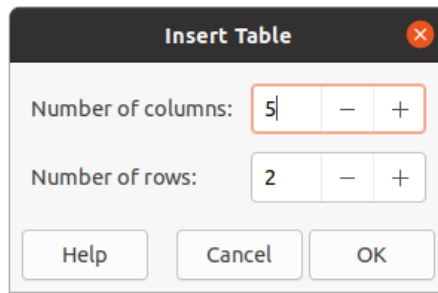 Insert Table
Number of columns: 5 − +
Number of rows: 2 − +
Help Cancel OK